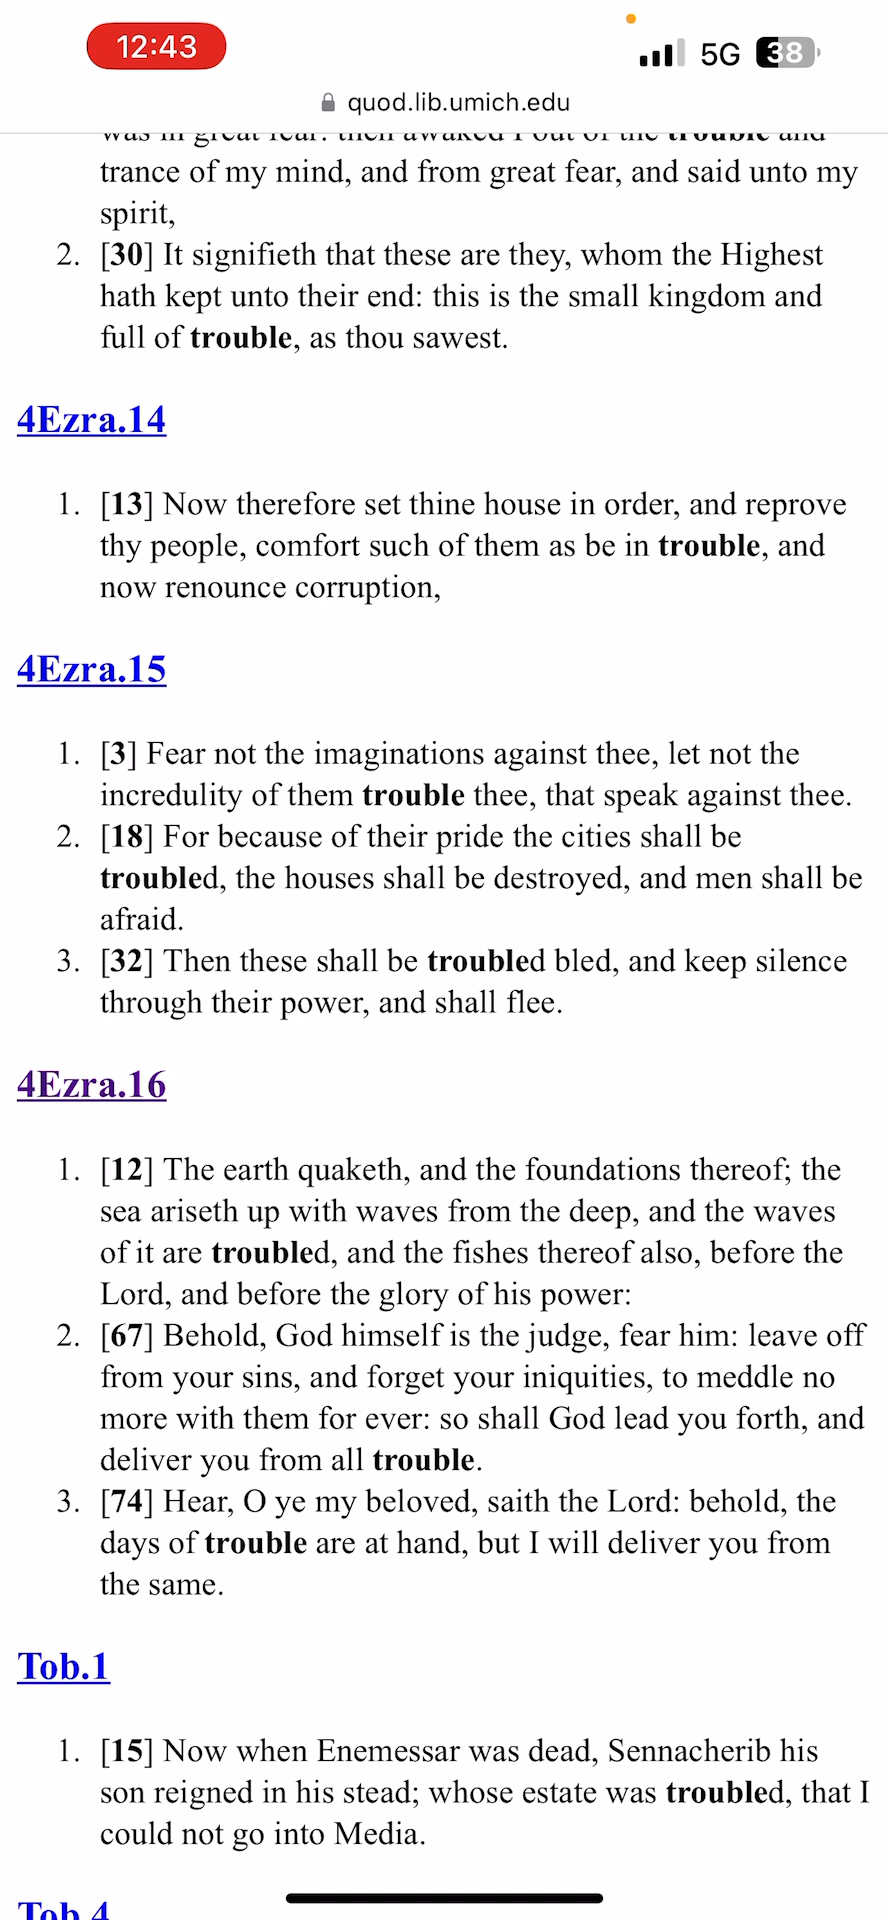 12:43
5G 38
quod.lib.umich.edu
was in great fear: then awaked I out of the trouble and
trance of my mind, and from great fear, and said unto my
spirit,
2. [30] It signifieth that these are they, whom the Highest
hath kept unto their end: this is the small kingdom and
full of trouble, as thou sawest.
4Ezra.14
1. [13] Now therefore set thine house in order, and reprove
thy people, comfort such of them as be in trouble, and
now renounce corruption,
4Ezra.15
1. [3] Fear not the imaginations against thee, let not the
incredulity of them trouble thee, that speak against thee.
2. [18] For because of their pride the cities shall be
troubled, the houses shall be destroyed, and men shall be
afraid.
3. [32] Then these shall be troubled bled, and keep silence
through their power, and shall flee.
4Ezra.16
1. [12] The earth quaketh, and the foundations thereof; the
sea ariseth up with waves from the deep, and the waves
of it are troubled, and the fishes thereof also, before the
Lord, and before the glory of his power:
2. [67] Behold, God himself is the judge, fear him: leave off
from your sins, and forget your iniquities, to meddle no
more with them for ever: so shall God lead you forth, and
deliver you from all trouble.
3. [74] Hear, O ye my beloved, saith the Lord: behold, the
days of trouble are at hand, but I will deliver you from
the same.
Tob.1
1. [15] Now when Enemessar was dead, Sennacherib his
son reigned in his stead; whose estate was troubled, that I
could not go into Media.
Tob.4